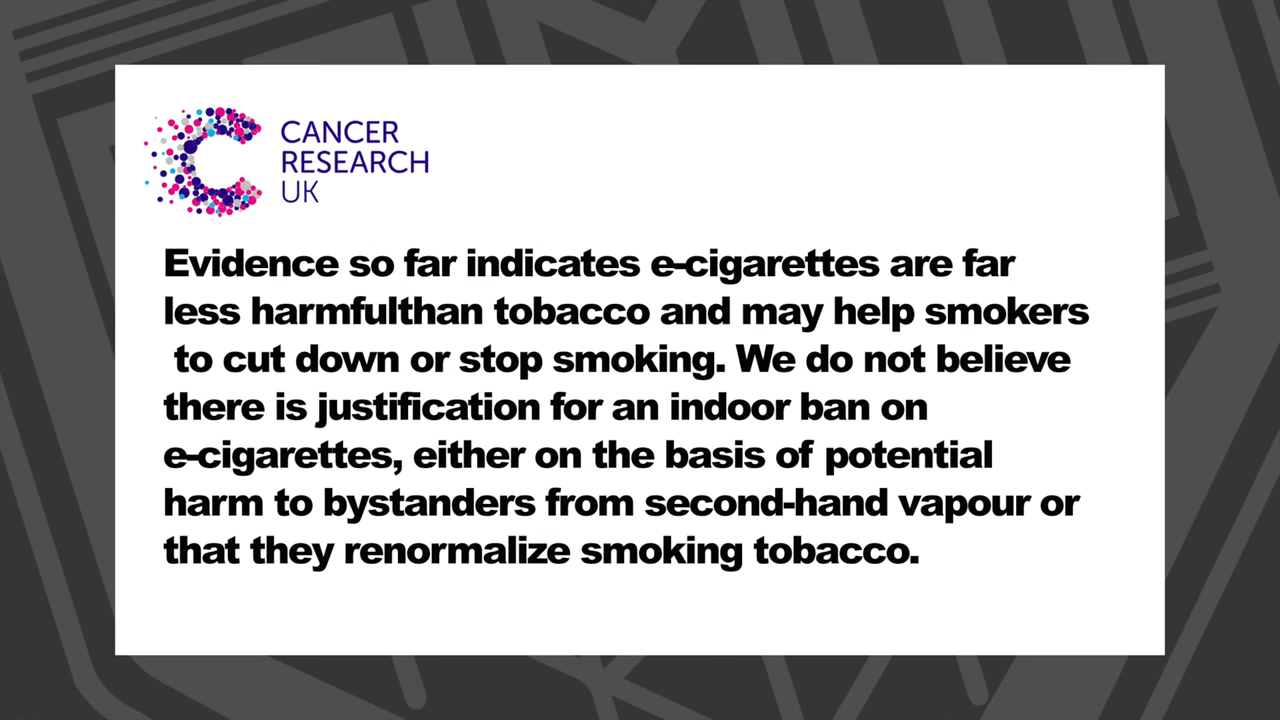 CANCER
RESEARCH
UK
Evidence so far indicates e-cigarettes are far
less harmfulthan tobacco and may help smokers
to cut down or stop smoking. We do not believe
there is justification for an indoor ban on
e-cigarettes, either on the basis of potential
harm to bystanders from second-hand vapour or
that they renormalize smoking tobacco.